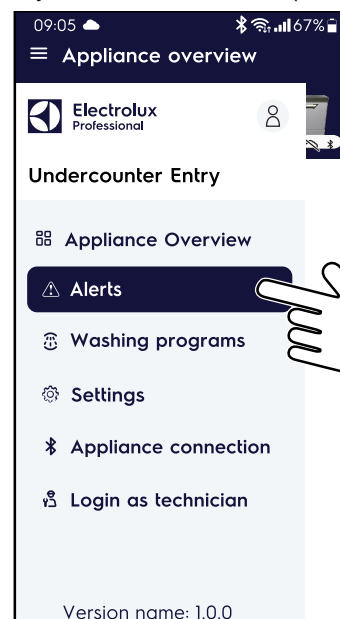 09:05 67%
Appliance overview
Electrolux
Professional
Undercounter Entry
Appliance Overview
Alerts
Washing programs
Settings
Appliance connection
Login as technician
Version name: 1.0.0